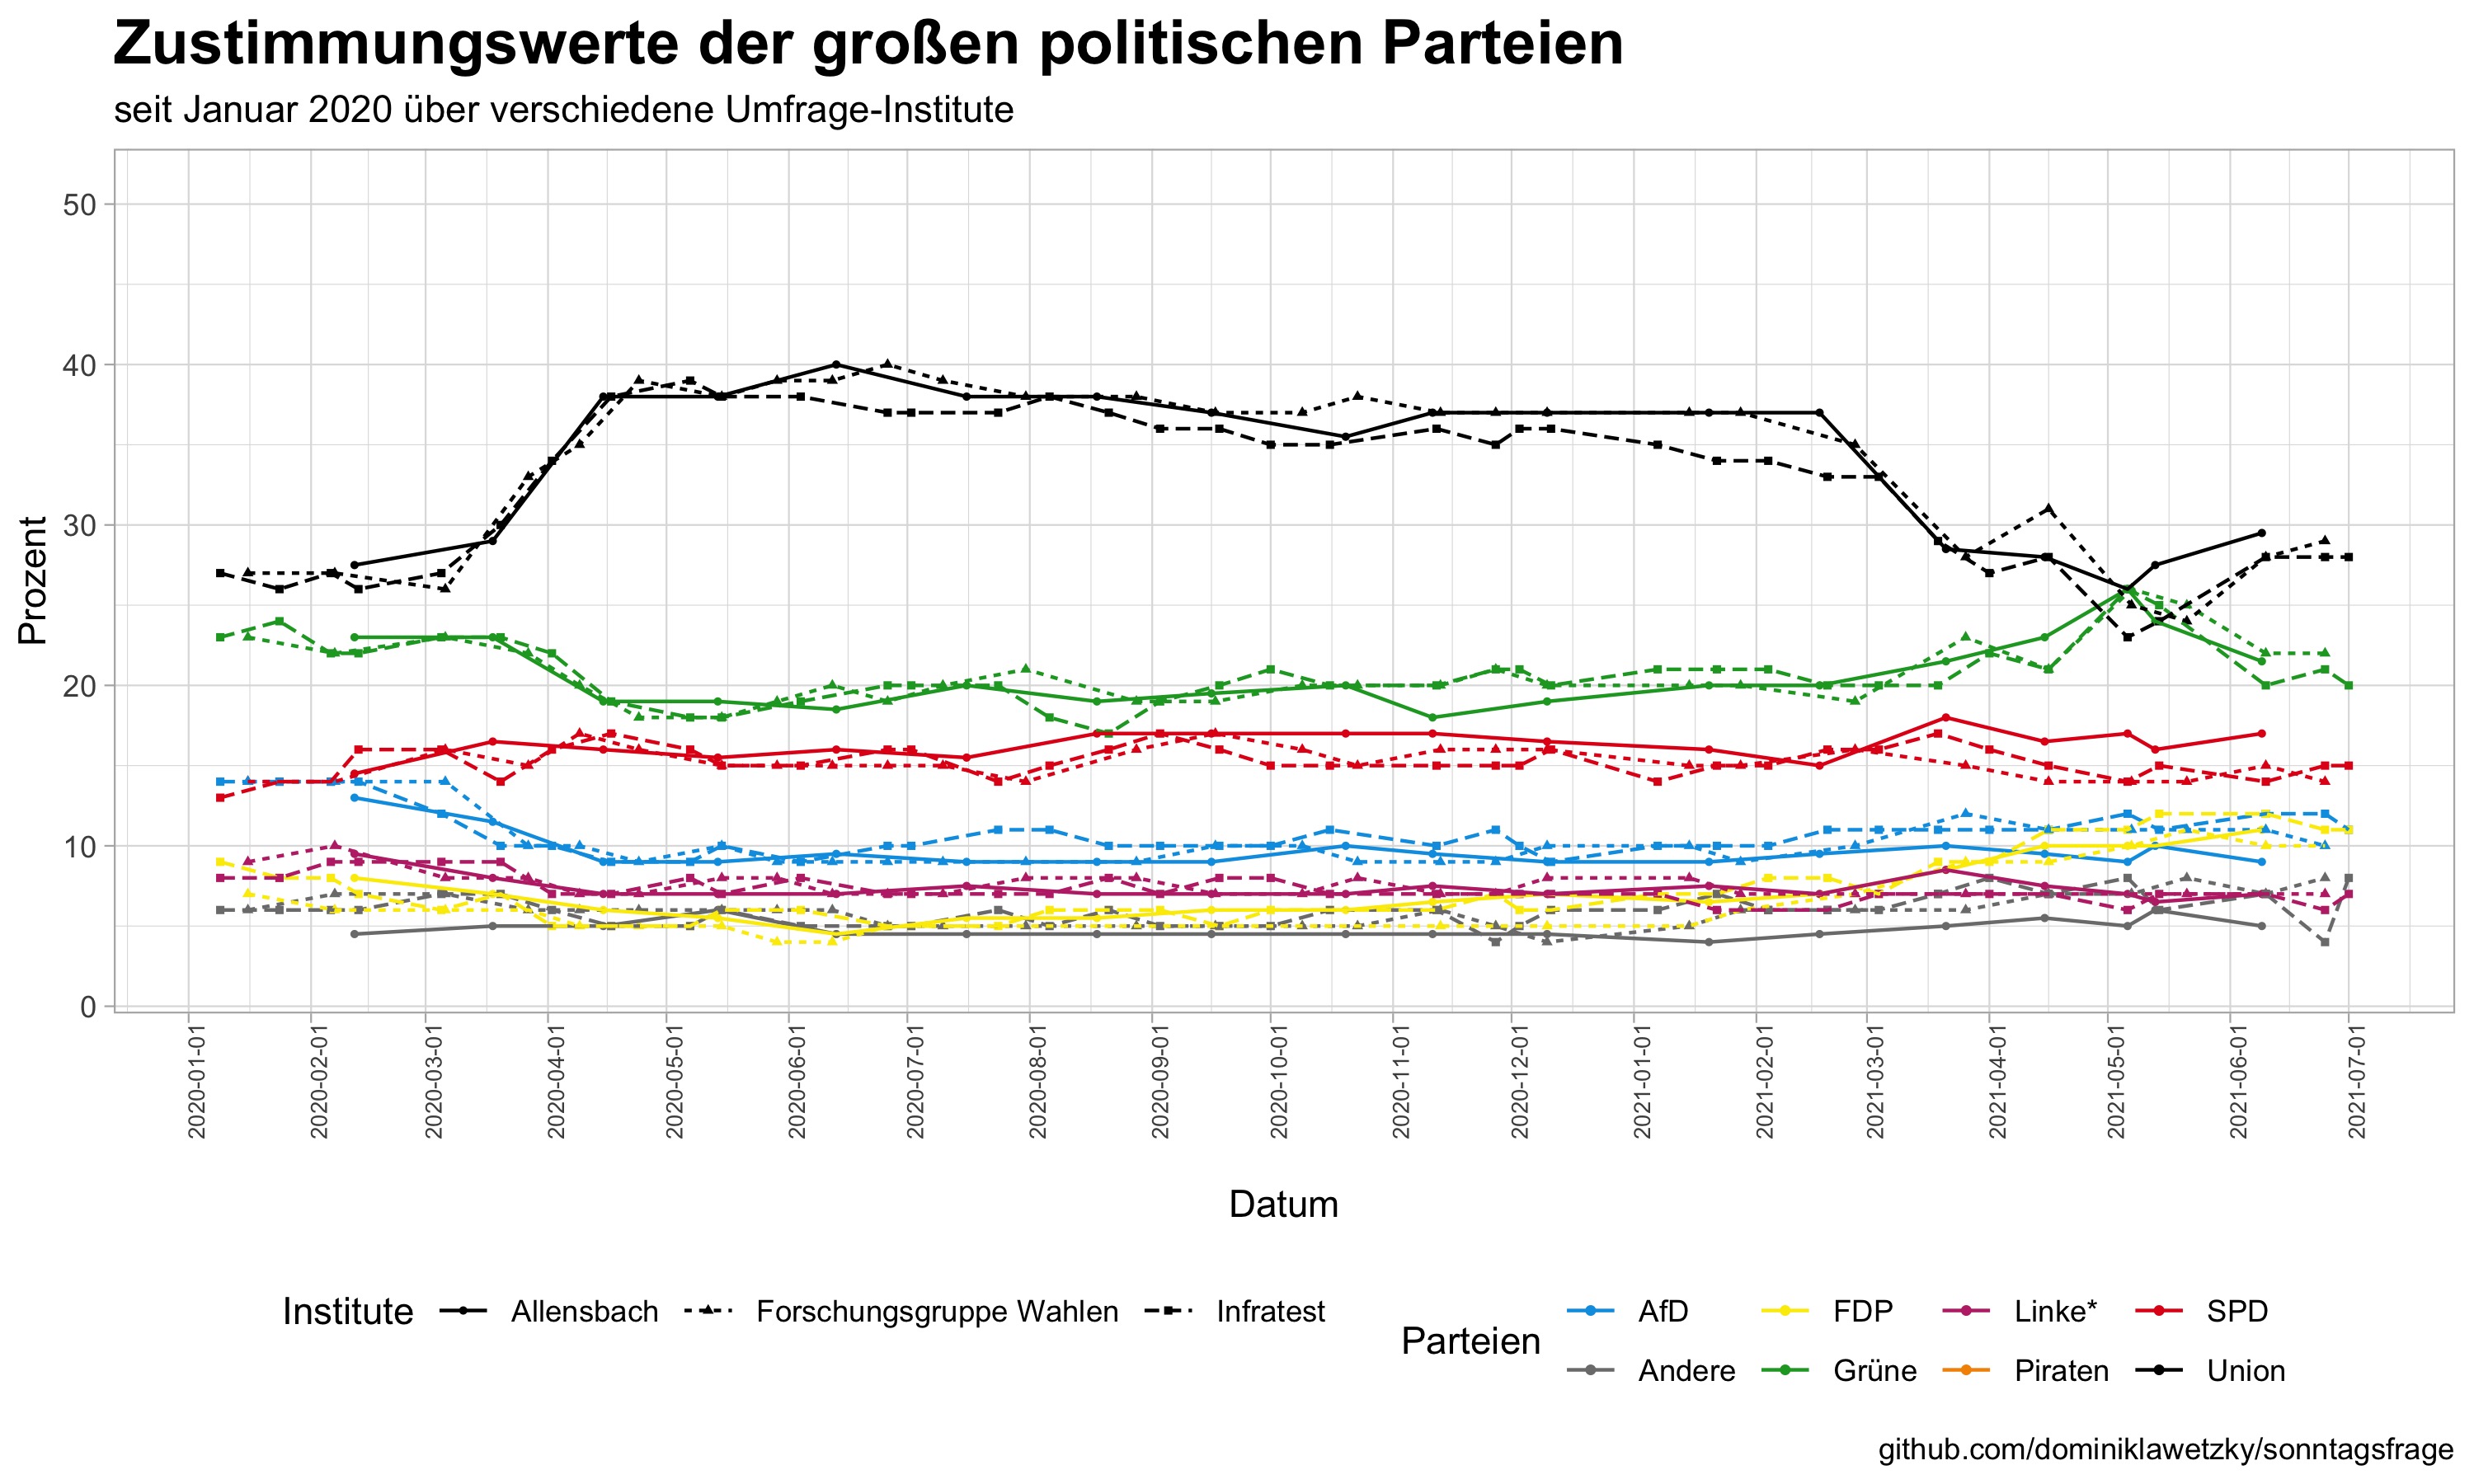 Zustimmungswerte der großen politischen Parteien
seit Januar 2020 über verschiedene Umfrage-Institute
Prozent
50
40
30
20
10
0
2020-01-01
2020-02-01
2020-03-01
2020-04-01
2020-05-01
2020-06-01
2020-07-01
2020-08-01
2020-09-01
2020-10-01
2020-11-01
2020-12-01
2021-01-01
2021-02-01
2021-03-01
2021-04-01
2021-05-01
2021-06-01
2021-07-01
Datum
Institute Allensbach Forschungsgruppe Wahlen Infratest
Parteien
AfD FDP Linke* SPD
Andere Grüne Piraten Union
github.com/dominiklawetzky/sonntagsfrage